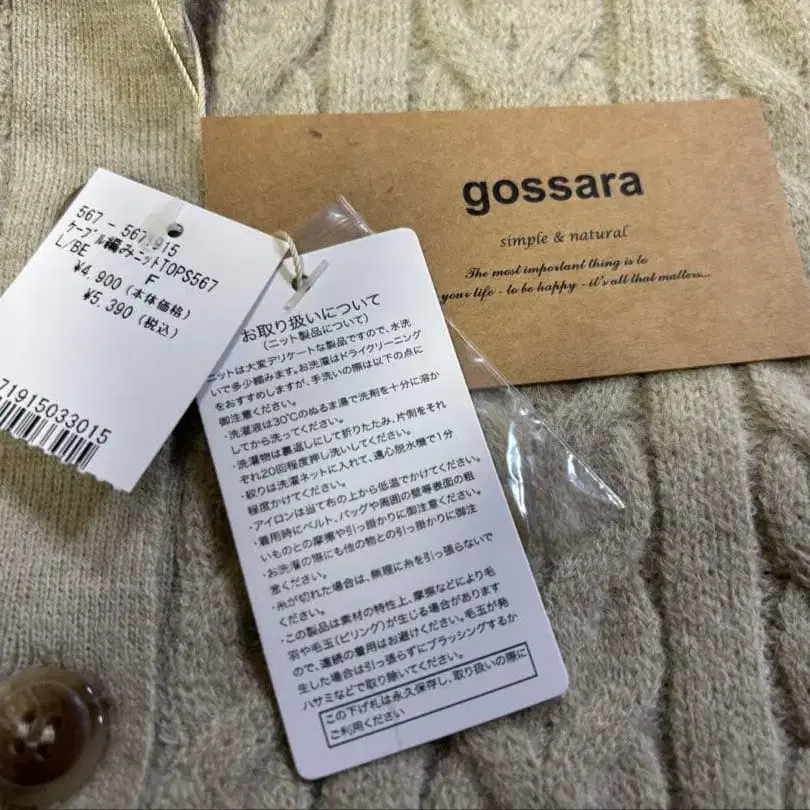 gossara
simple & natural
The most important thing is to
your life - to be happy - it's all that matters...
567 - 5671915
ケーブル編みニットTOPS567
L/BE F
¥4,900 (本体価格)
¥5,390 (税込)
71915033015
お取り扱いについて
(ニット製品について)
ニットは大変デリケートな製品ですので、水洗
いで多少縮みます。お洗濯はドライクリーニング
をおすすめしますが、手洗いの際は以下の点に
御注意ください。
・洗濯液は30℃のぬるま湯で洗剤を十分に溶か
してから洗ってください。
・洗濯物は裏返しにして折りたたみ、片側をそれ
ぞれ20回程度押し洗いしてください。
・絞りは洗濯ネットに入れて、遠心脱水機で1分
程度かけてください。
・アイロンは当て布の上から低温でかけてください。
・着用時にベルト、バッグや周囲の壁等表面の粗
いものとの摩擦や引っ掛かりに御注意ください。
・お洗濯の際にも他の物との引っ掛かりに御注
意ください。
・糸が切れた場合は、無理に糸を引っ張らないで
ください。
・この製品は素材の特性上、摩擦などにより毛
羽や毛玉(ピリング)が生じる場合があります
ので、連続の着用はお避けください。毛玉が発
生した場合は引っ張らずにブラッシングするか
ハサミなどで取り除いてください。
この下げ札は永久保存し、取り扱いの際に
ご利用ください